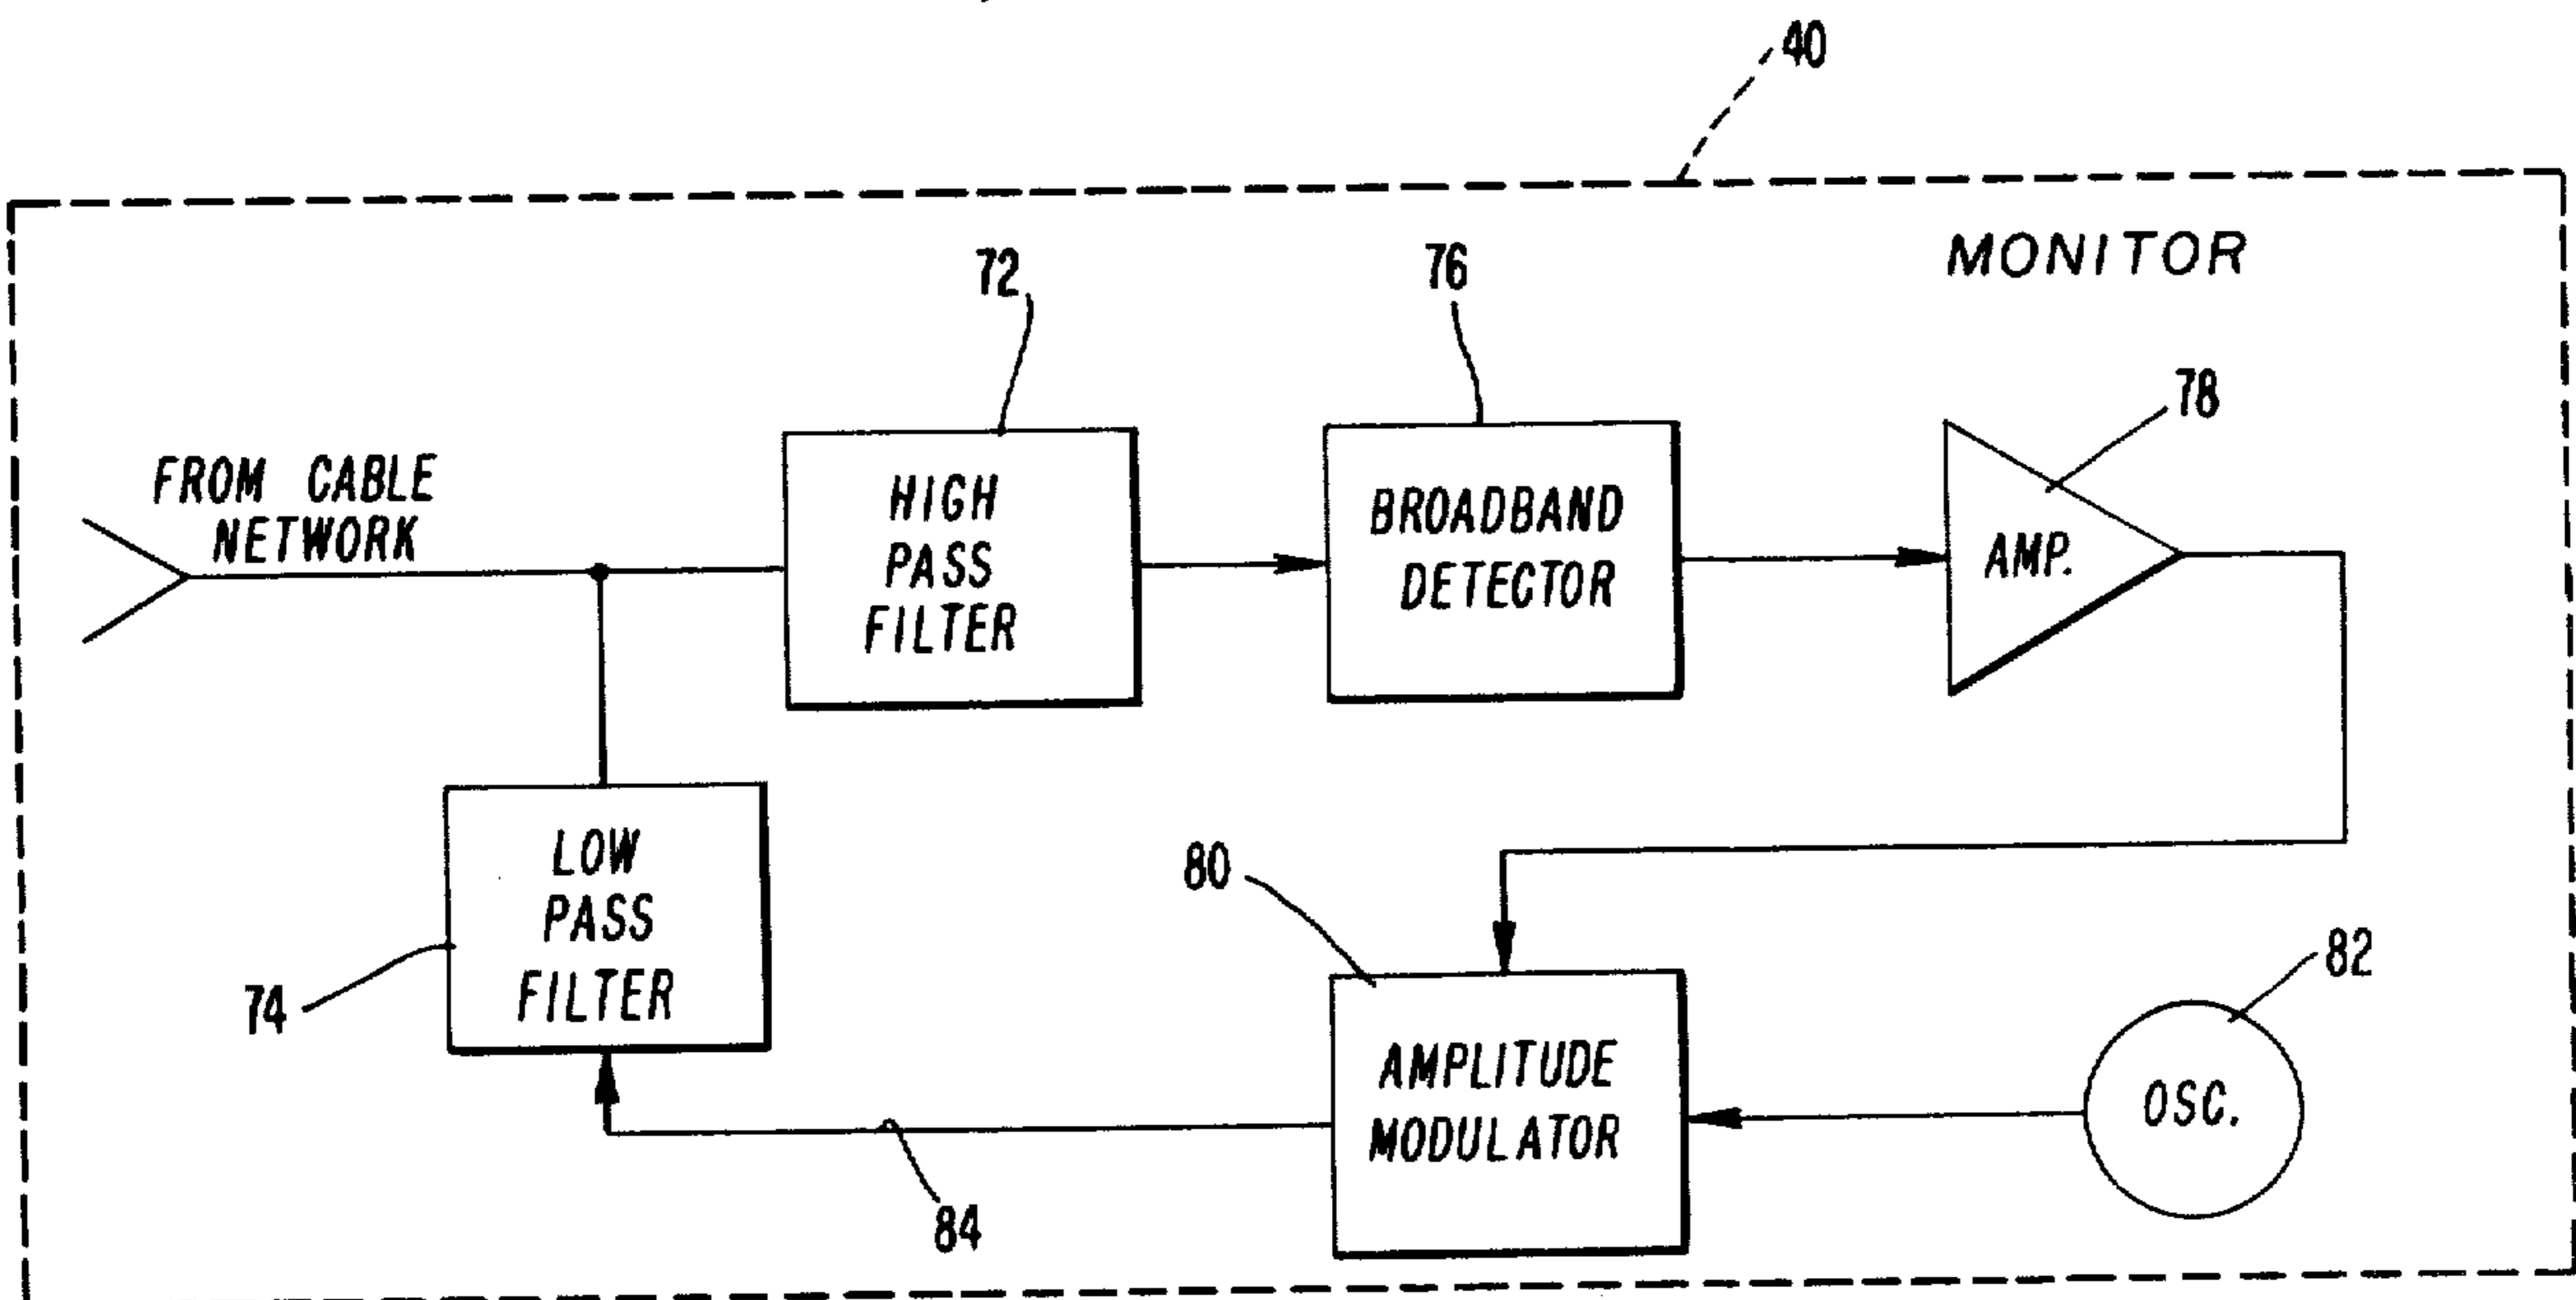 40
MONITOR
72
76
78
FROM CABLE
NETWORK
HIGH
PASS
FILTER
BROADBAND
DETECTOR
AMP.
LOW
PASS
FILTER
74
80
82
AMPLITUDE
MODULATOR
OSC.
84